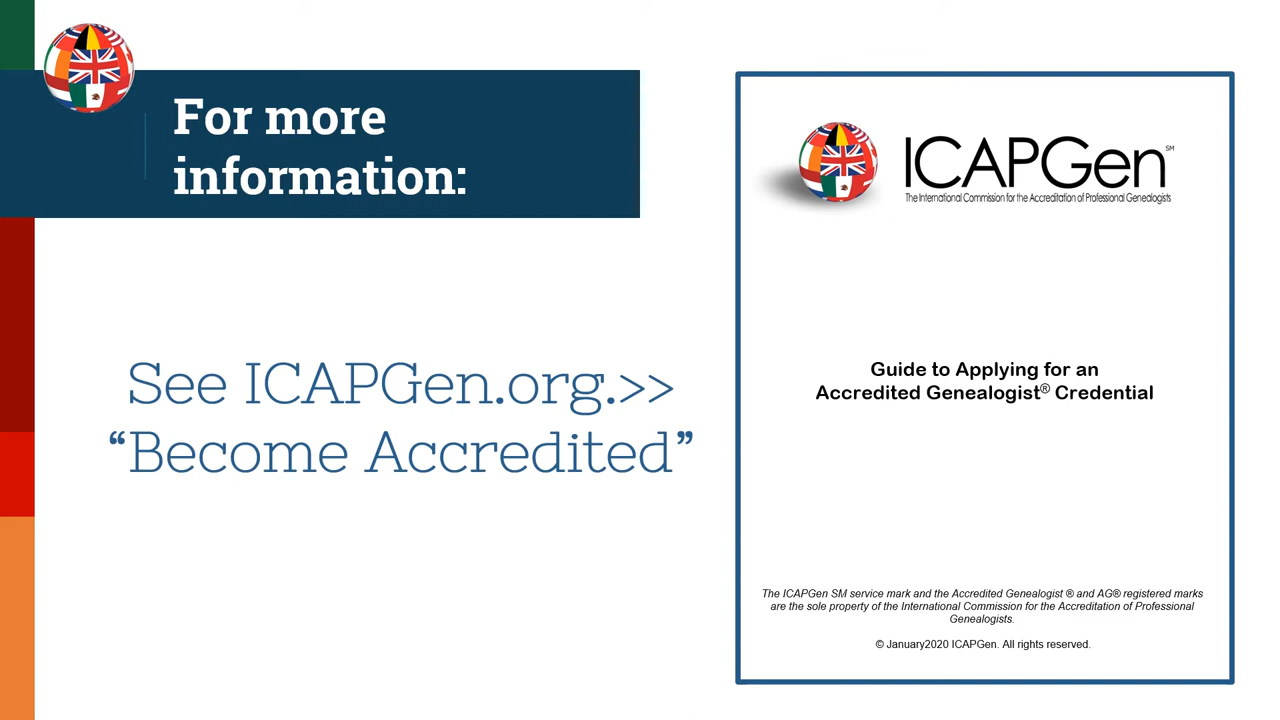 For more
information:
See ICAPGen.org.>>
“Become Accredited”
ICAPGen SM
The International Commission for the Accreditation of Professional Genealogists
Guide to Applying for an
Accredited Genealogist® Credential
The ICAPGen SM service mark and the Accredited Genealogist ® and AG® registered marks
are the sole property of the International Commission for the Accreditation of Professional
Genealogists.
© January2020 ICAPGen. All rights reserved.